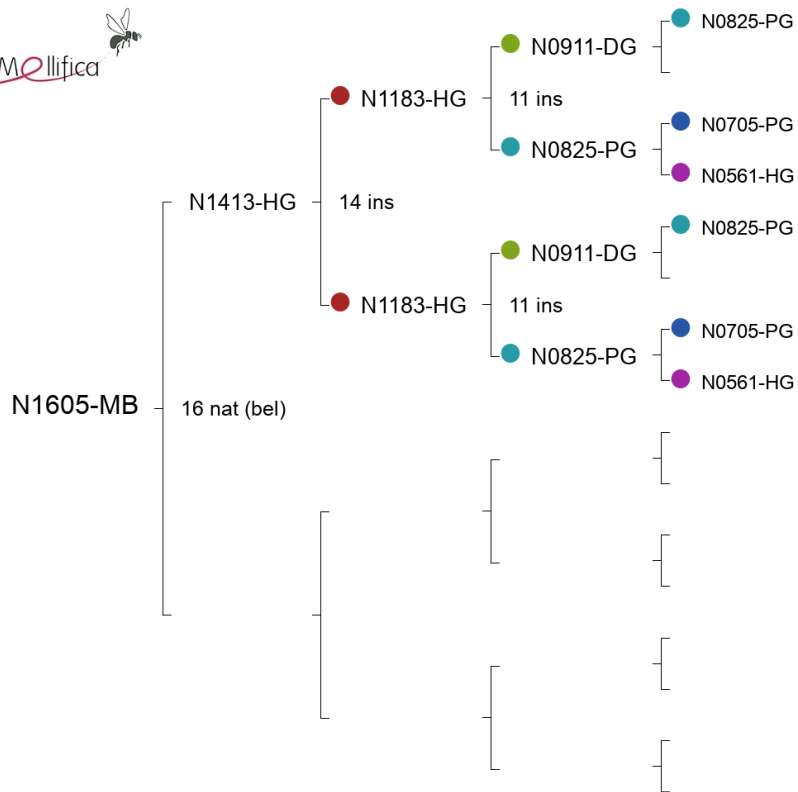 Mellifica
N0825-PG
N0911-DG
N1183-HG
11 ins
N0705-PG
N0825-PG
N0561-HG
N1413-HG
14 ins
N0825-PG
N0911-DG
N1183-HG
11 ins
N0705-PG
N0825-PG
N0561-HG
N1605-MB
16 nat (bel)